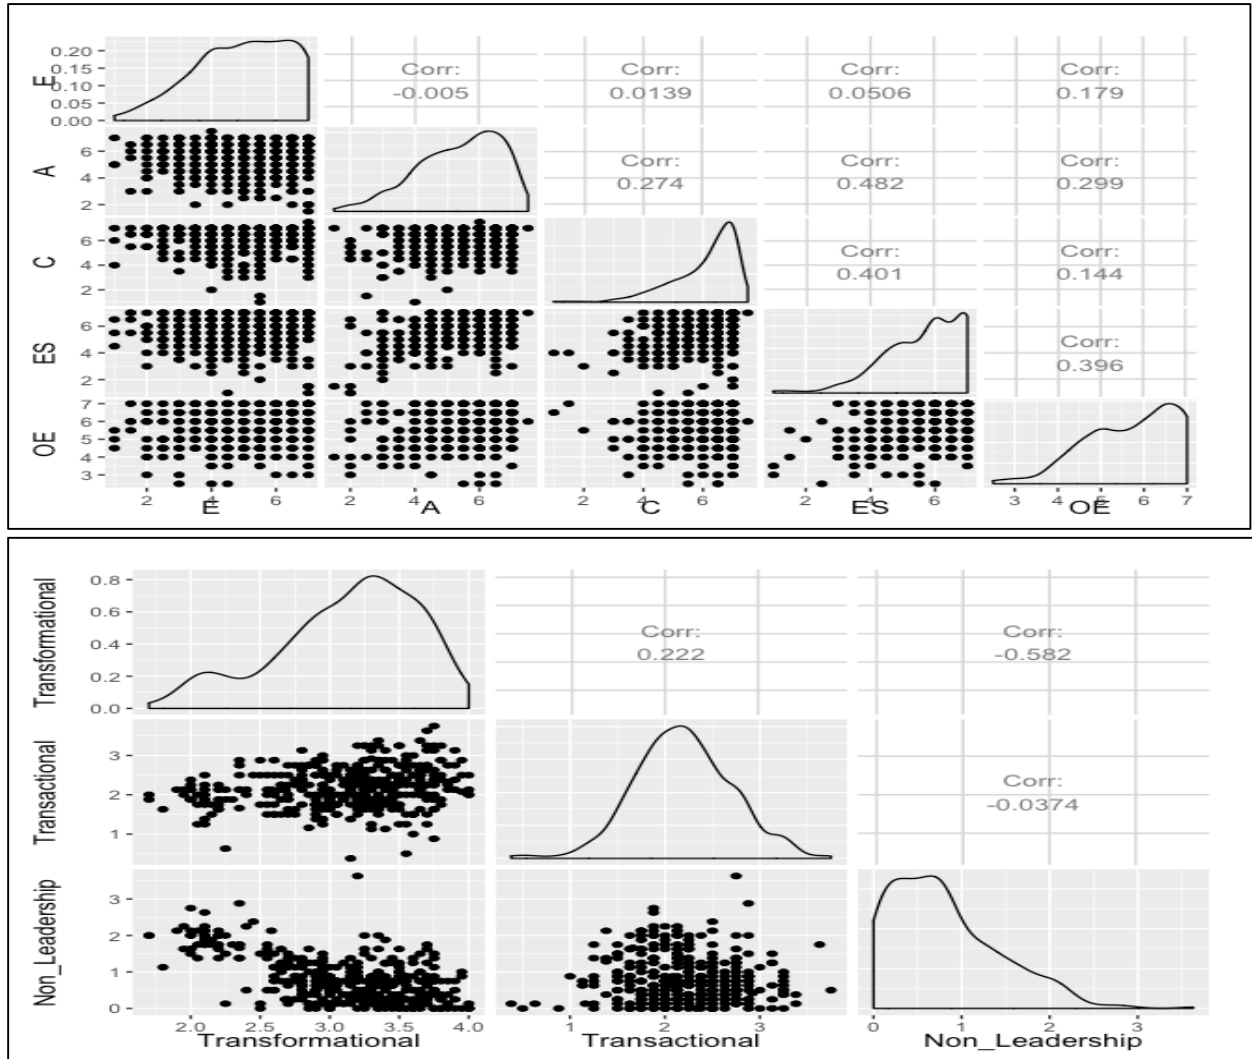 E
0.20
0.15
0.10
0.05
0.00
Corr:
-0.005
Corr:
0.0139
Corr:
0.0506
Corr:
0.179
A
6
4
2
Corr:
0.274
Corr:
0.482
Corr:
0.299
C
6
4
2
Corr:
0.401
Corr:
0.144
ES
6
4
2
Corr:
0.396
OE
7
6
5
4
3
2 4 6 2 4 6 2 4 6 2 4 6 3 4 5 6 7
E A C ES OE
Transformational
0.8
0.6
0.4
0.2
0.0
Corr:
0.222
Corr:
-0.582
Transactional
3
2
1
Corr:
-0.0374
Non_Leadership
3
2
1
0
2.0 2.5 3.0 3.5 4.0 1 2 3 0 1 2 3
Transformational Transactional Non_Leadership